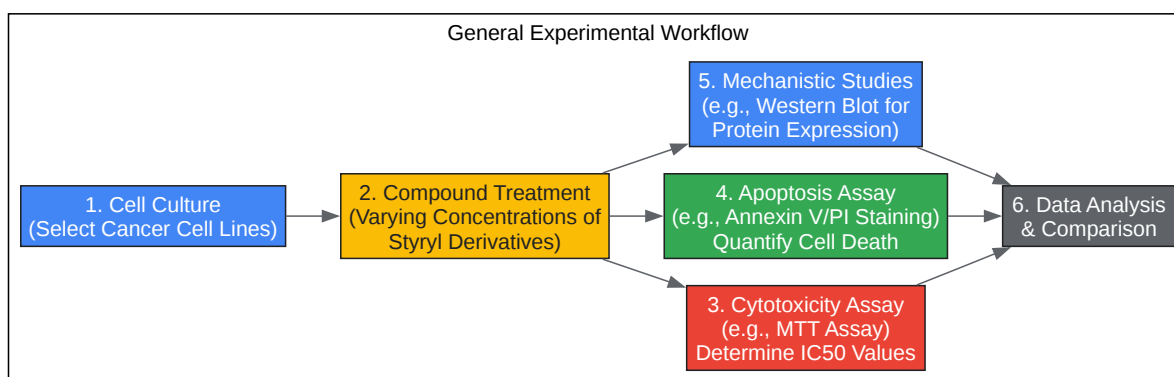 General Experimental Workflow
5. Mechanistic Studies
(e.g., Western Blot for
Protein Expression)
1. Cell Culture
(Select Cancer Cell Lines)
2. Compound Treatment
(Varying Concentrations of
Styryl Derivatives)
4. Apoptosis Assay
(e.g., Annexin V/PI Staining)
Quantify Cell Death
6. Data Analysis
& Comparison
3. Cytotoxicity Assay
(e.g., MTT Assay)
Determine IC50 Values